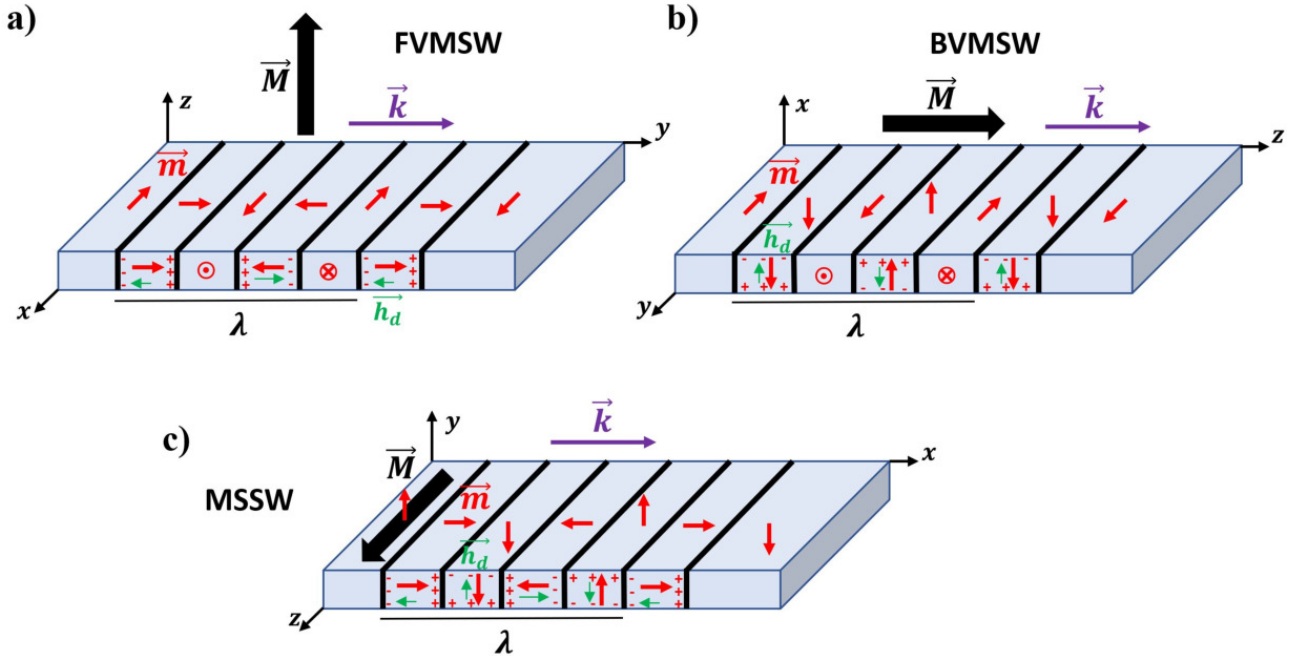 a)
FVMSW
M
k
z
y
m
- + - + - + - +
h_d
x
λ
b)
BVMSW
M
k
x
z
m
h_d
y
λ
c)
MSSW
M
k
y
x
m
h_d
z
λ